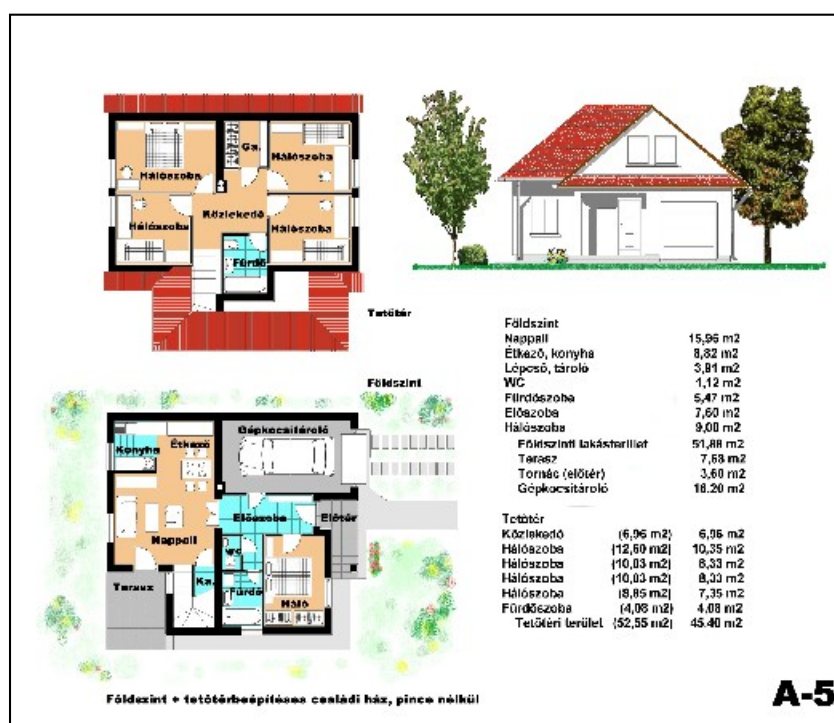 Ga.
Hálószoba
Hálószoba
Közlekedő
Hálószoba
Hálószoba
Fürdő
Tetőtér
Földszint
Földszint
Nappali 15,96 m2
Étkező, konyha 8,82 m2
Lépcső, tároló 3,91 m2
WC 1,12 m2
Fürdőszoba 5,47 m2
Előszoba 7,60 m2
Hálószoba 9,00 m2
Földszinti lakásterület 51,88 m2
Terasz 7,68 m2
Tornác (előtér) 3,60 m2
Gépkocsitároló 16.20 m2
Gépkocsitároló
Étkező
Konyha
Előszoba
Előtér
Nappali
WC
Ka.
Terasz
Fürdő
Háló
Tetőtér
Közlekedő (6,96 m2) 6,96 m2
Hálószoba (12,60 m2) 10,35 m2
Hálószoba (10,03 m2) 8,33 m2
Hálószoba (10,03 m2) 8,33 m2
Hálószoba (8,85 m2) 7,35 m2
Fürdőszoba (4,08 m2) 4.08 m2
Tetőtéri terület (52,55 m2) 45.40 m2
Földszint + tetőtérbeépítéses családi ház, pince nélkül
A-5